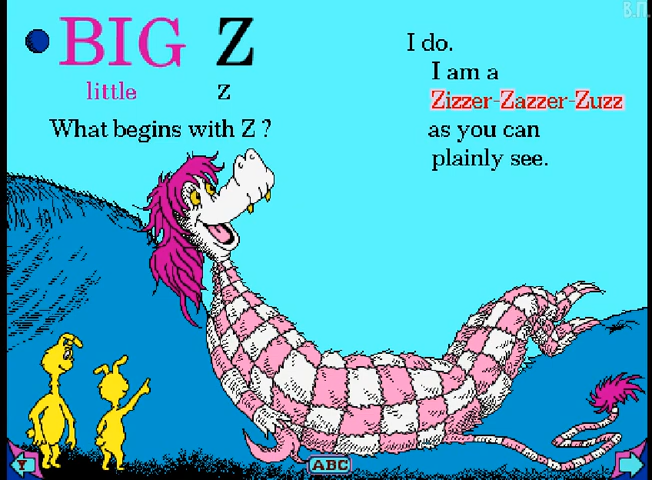 BIG Z
little z
What begins with Z ?
I do.
I am a
Zizzer-Zazzer-Zuzz
as you can
plainly see.
Y
ABC